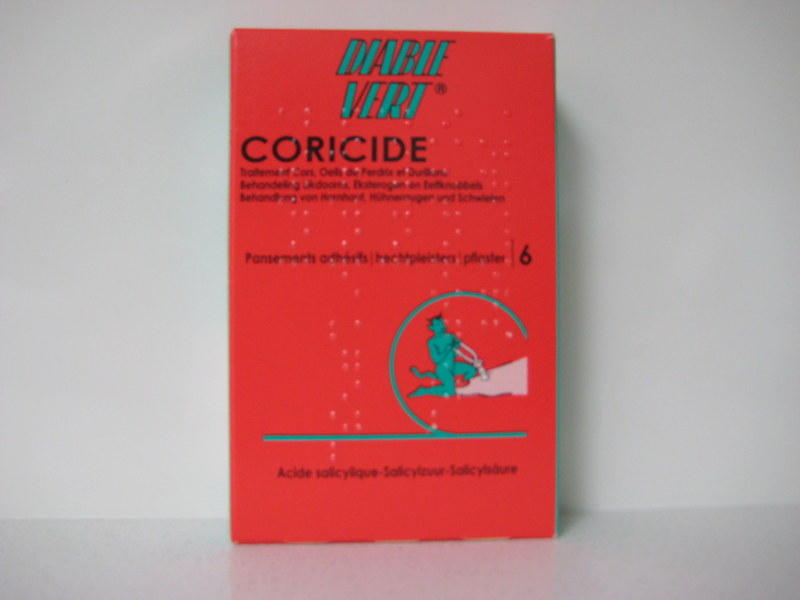 DIABLE
VERT®
CORICIDE
Traitement Cors, Oeils de Perdrix et Durillons
Behandeling Likdoorns, Eksterogen en Eeltknobbels
Behandlung von Hornhaut, Hühneraugen und Schwielen
Pansements adhésifs | hechtpleisters | pflaster | 6
Acide salicylique-Salicylzuur-Salicylsäure